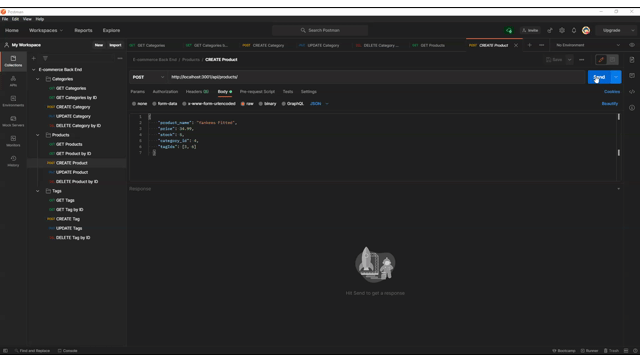 Postman
File Edit View Help
Home Workspaces Reports Explore Search Postman Invite Upgrade
My Workspace New Import GET Categories GET Categories b... POST CREATE Category PUT UPDATE Category DEL DELETE Category ... GET Products POST CREATE Product No Environment
E-commerce Back End / Products / CREATE Product Save
Collections
APIs
Environments
Mock Servers
Monitors
History
E-commerce Back End
Categories
GET GET Categories
GET GET Categories by ID
POST CREATE Category
PUT UPDATE Category
DEL DELETE Category by ID
Products
GET GET Products
GET GET Product by ID
POST CREATE Product
PUT UPDATE Product
DEL DELETE Product by ID
Tags
GET GET Tags
GET GET Tag by ID
POST CREATE Tag
PUT UPDATE Tags
DEL DELETE Tag by ID
POST http://localhost:3001/api/products/ Send
Params Authorization Headers Body Pre-request Script Tests Settings Cookies
none form-data x-www-form-urlencoded raw binary GraphQL JSON Beautify
1 {
2 "product_name": "Yankees Fitted",
3 "price": 34.99,
4 "stock": 5,
5 "category_id": 4,
6
7 }
Response
Hit Send to get a response
Find and Replace Console Bootcamp Runner Trash